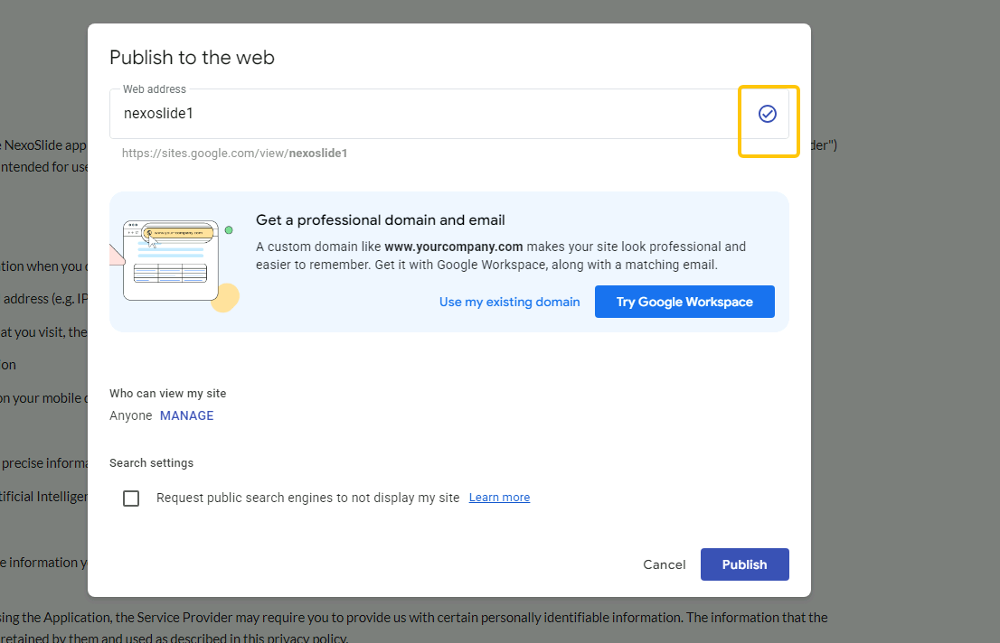 Publish to the web
Web address
nexoslide1
https://sites.google.com/view/nexoslide1
NexoSlide app
der")
ntended for use
Get a professional domain and email
www.your-company.com
A custom domain like www.yourcompany.com makes your site look professional and
easier to remember. Get it with Google Workspace, along with a matching email.
tion when you
address (e.g. IP
Use my existing domain
Try Google Workspace
at you visit, the
ion
Who can view my site
on your mobile
Anyone MANAGE
precise informa
Search settings
tificial Intelligen
Request public search engines to not display my site Learn more
e information y
Cancel
Publish
sing the Application, the Service Provider may require you to provide us with certain personally identifiable information. The information that the
retained by them and used as described in this privacy policy.